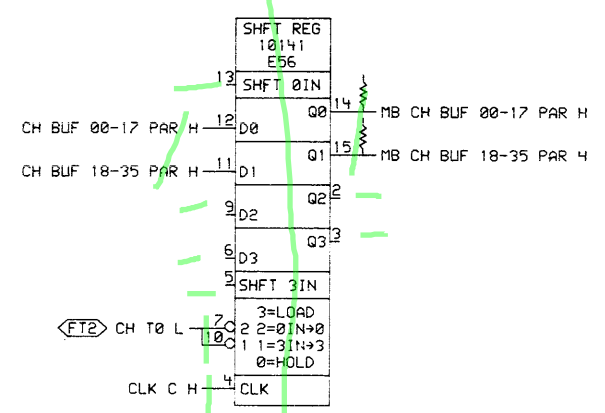 SHFT REG
10141
E56
13 SHFT 0IN
Q0 14 MB CH BUF 00-17 PAR H
CH BUF 00-17 PAR H 12 D0
Q1 15 MB CH BUF 18-35 PAR H
CH BUF 18-35 PAR H 11 D1
Q2 2
9 D2
Q3 3
6 D3
5 SHFT 3IN
3=LOAD
FT2 CH T0 L 7 2 2=0IN→0
10 1 1=3IN→3
0=HOLD
CLK C H 4 CLK